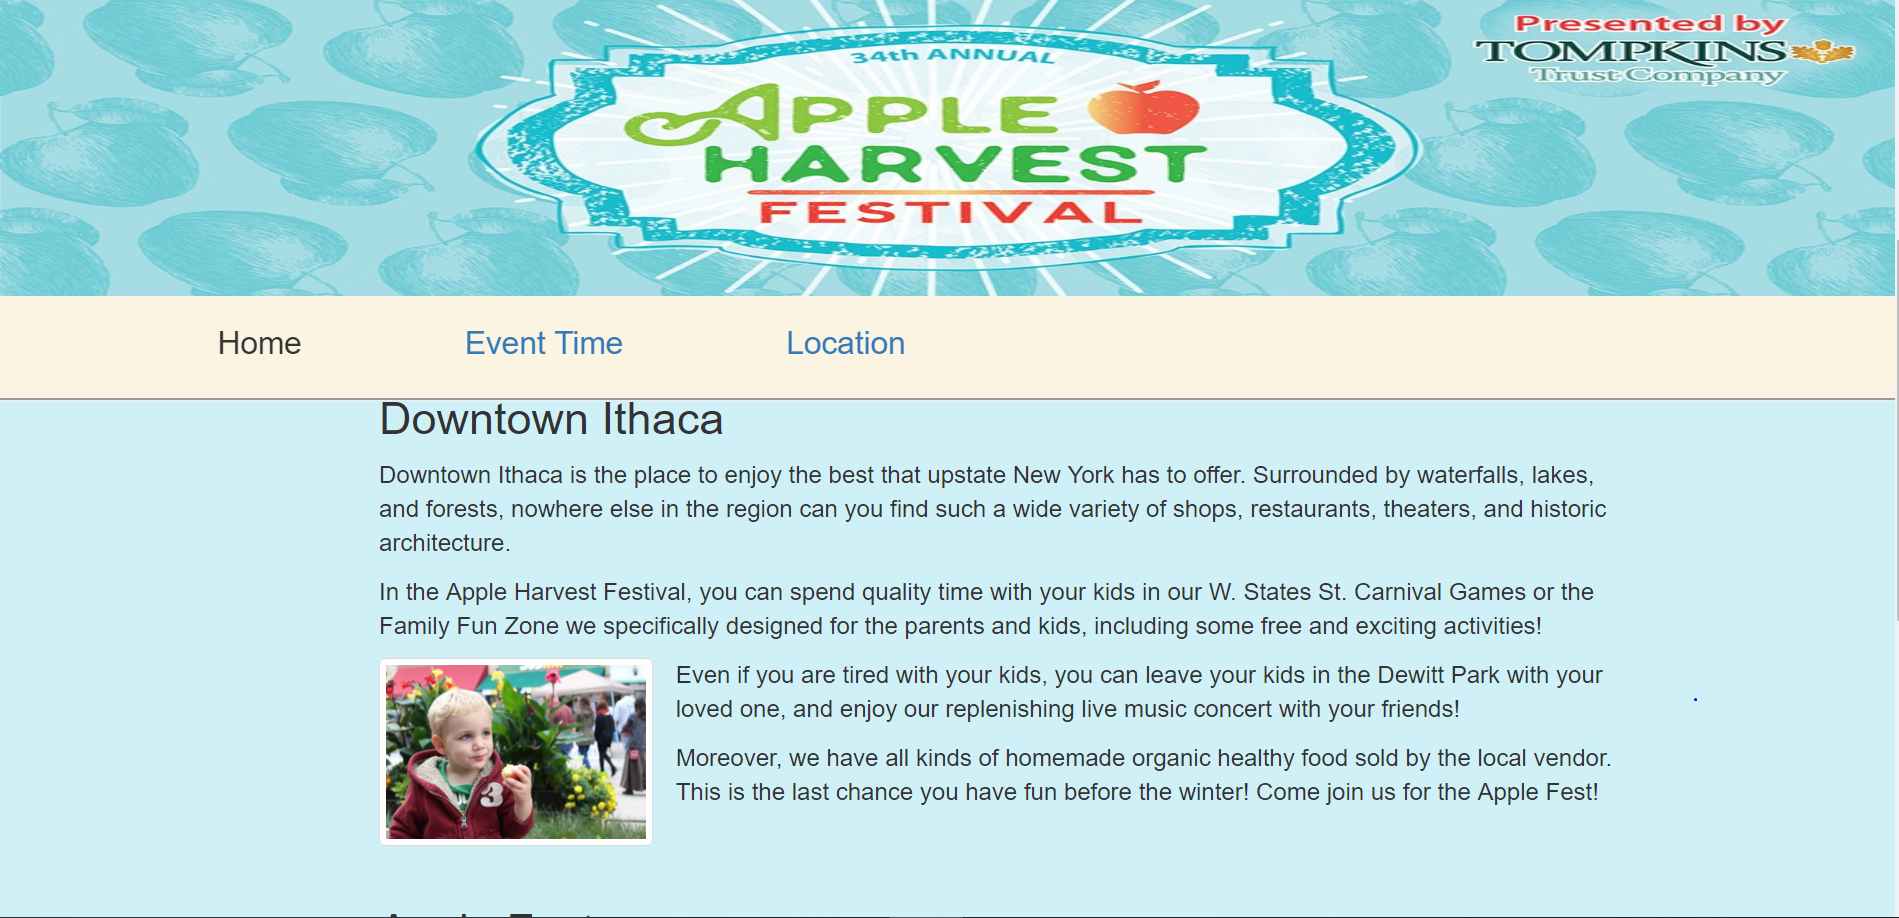 Presented by
TOMPKINS
Trust Company
34th ANNUAL
APPLE
HARVEST
FESTIVAL
Home Event Time Location
Downtown Ithaca
Downtown Ithaca is the place to enjoy the best that upstate New York has to offer. Surrounded by waterfalls, lakes,
and forests, nowhere else in the region can you find such a wide variety of shops, restaurants, theaters, and historic
architecture.
In the Apple Harvest Festival, you can spend quality time with your kids in our W. States St. Carnival Games or the
Family Fun Zone we specifically designed for the parents and kids, including some free and exciting activities!
Even if you are tired with your kids, you can leave your kids in the Dewitt Park with your
loved one, and enjoy our replenishing live music concert with your friends!
Moreover, we have all kinds of homemade organic healthy food sold by the local vendor.
This is the last chance you have fun before the winter! Come join us for the Apple Fest!
3